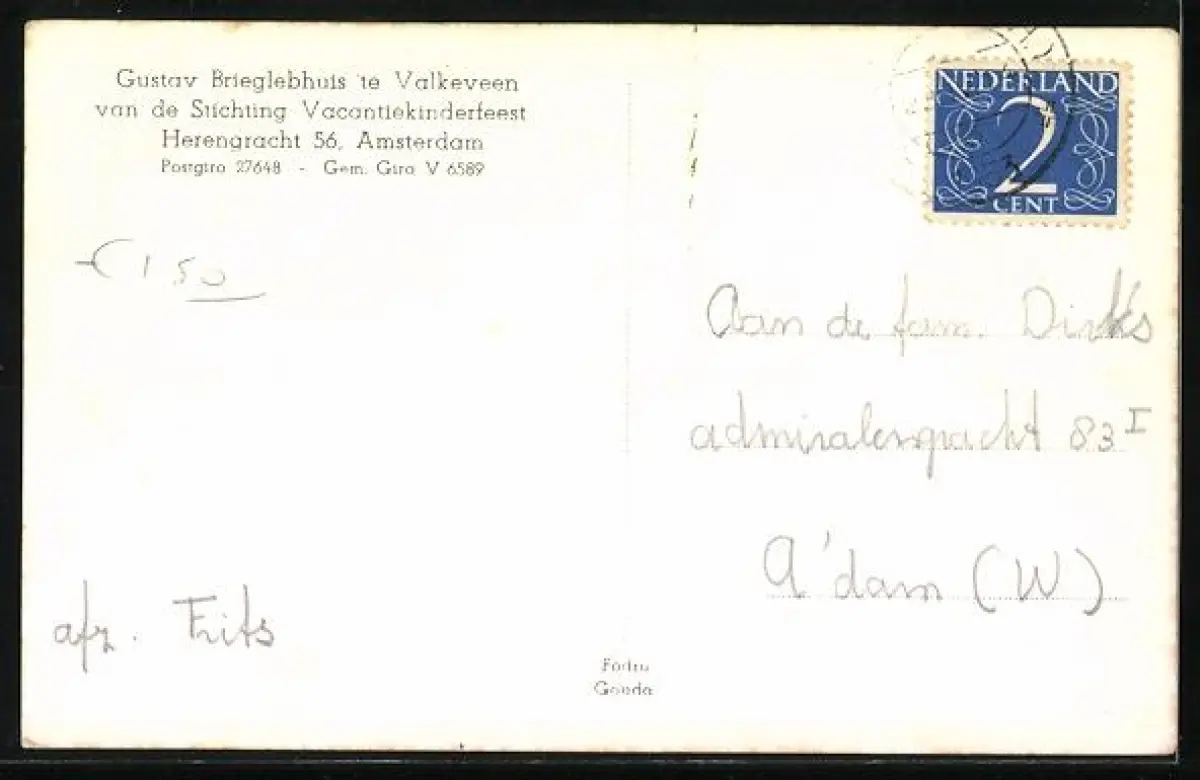 Gustav Brieglebhuis te Valkeveen
van de Stichting Vacantiekinderfeest
Herengracht 56, Amsterdam
Postgiro 27648 - Gem. Giro V 6589
€ 1 50
NEDERLAND
2
CENT
Aan de fam. Dirks
admiralengracht 83 I
A'dam (W)
afz. Frits
Gouda